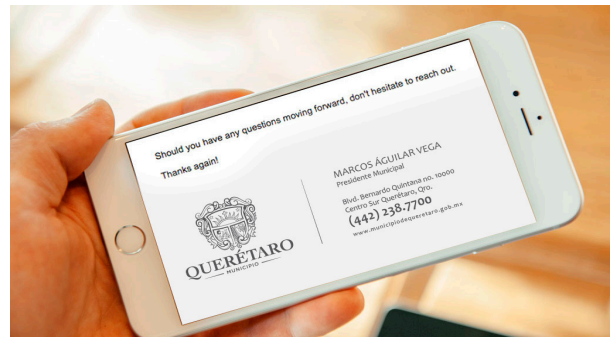 Should you have any questions moving forward, don't hesitate to reach out.
Thanks again!
QUERÉTARO
MUNICIPIO
MARCOS ÁGUILAR VEGA
Presidente Municipal
Blvd. Bernardo Quintana no. 10000
Centro Sur Querétaro, Qro.
(442) 238.7700
www.municipiodequeretaro.gob.mx